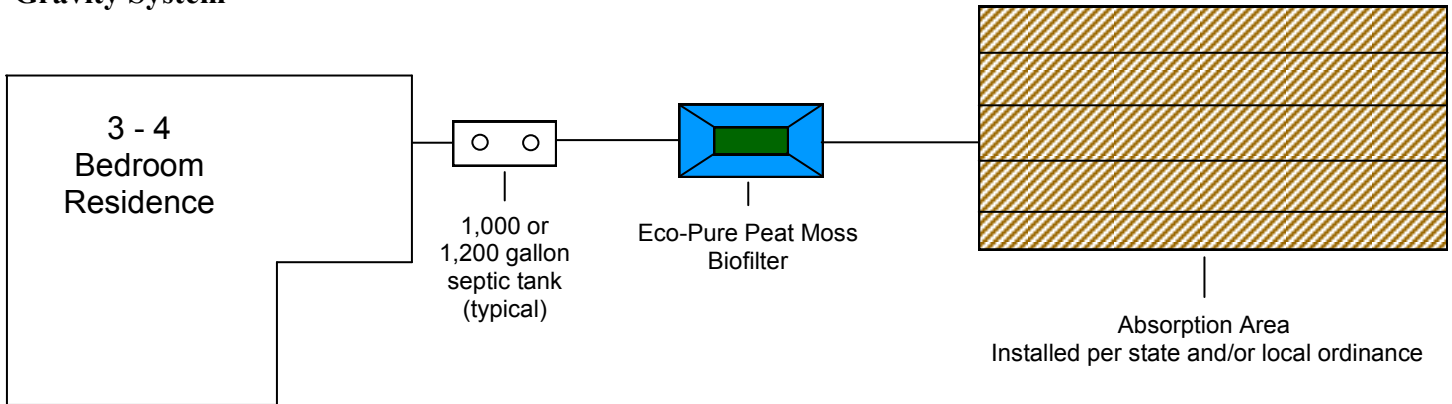 Gravity System
3 - 4
Bedroom
Residence
1,000 or
1,200 gallon
septic tank
(typical)
Eco-Pure Peat Moss
Biofilter
Absorption Area
Installed per state and/or local ordinance